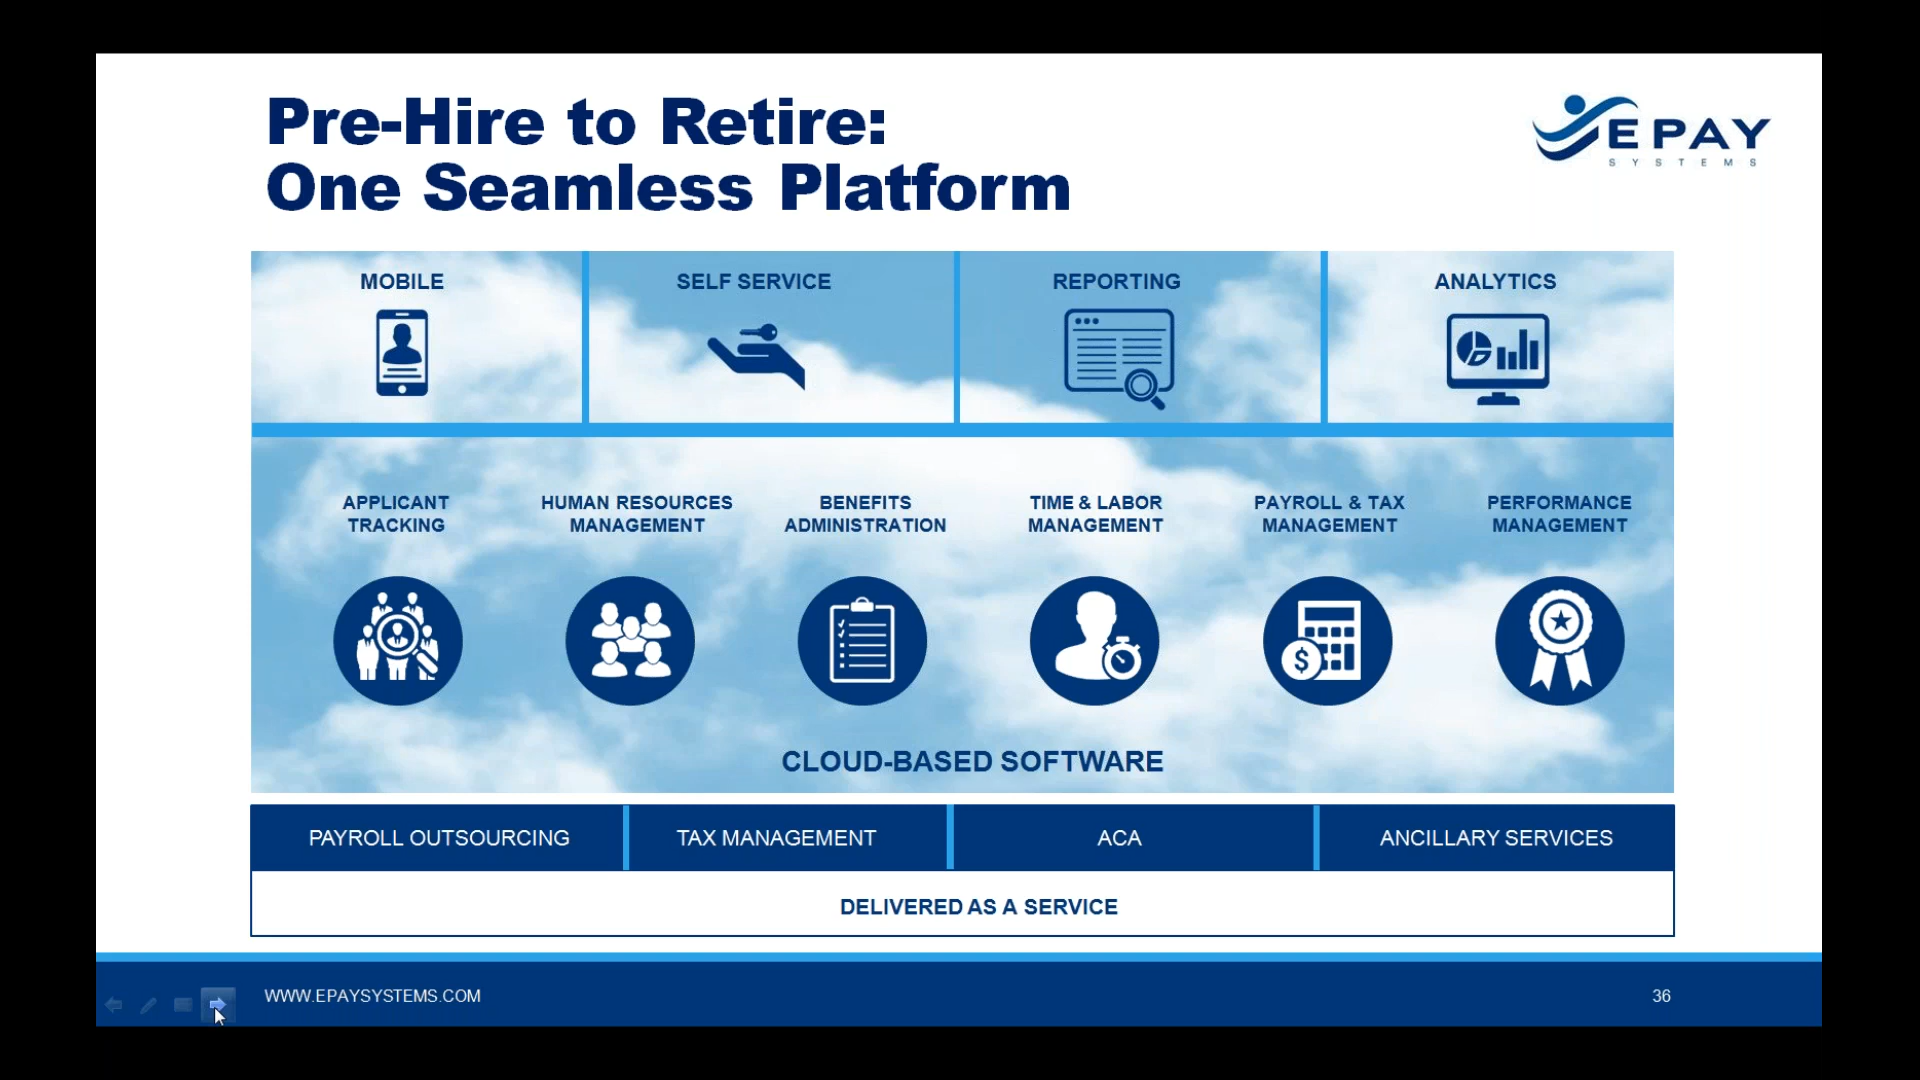 Pre-Hire to Retire:
One Seamless Platform
EPAY
SYSTEMS
MOBILE
SELF SERVICE
REPORTING
ANALYTICS
APPLICANT
TRACKING
HUMAN RESOURCES
MANAGEMENT
BENEFITS
ADMINISTRATION
TIME & LABOR
MANAGEMENT
PAYROLL & TAX
MANAGEMENT
PERFORMANCE
MANAGEMENT
$
CLOUD-BASED SOFTWARE
PAYROLL OUTSOURCING
TAX MANAGEMENT
ACA
ANCILLARY SERVICES
DELIVERED AS A SERVICE
WWW.EPAYSYSTEMS.COM
36